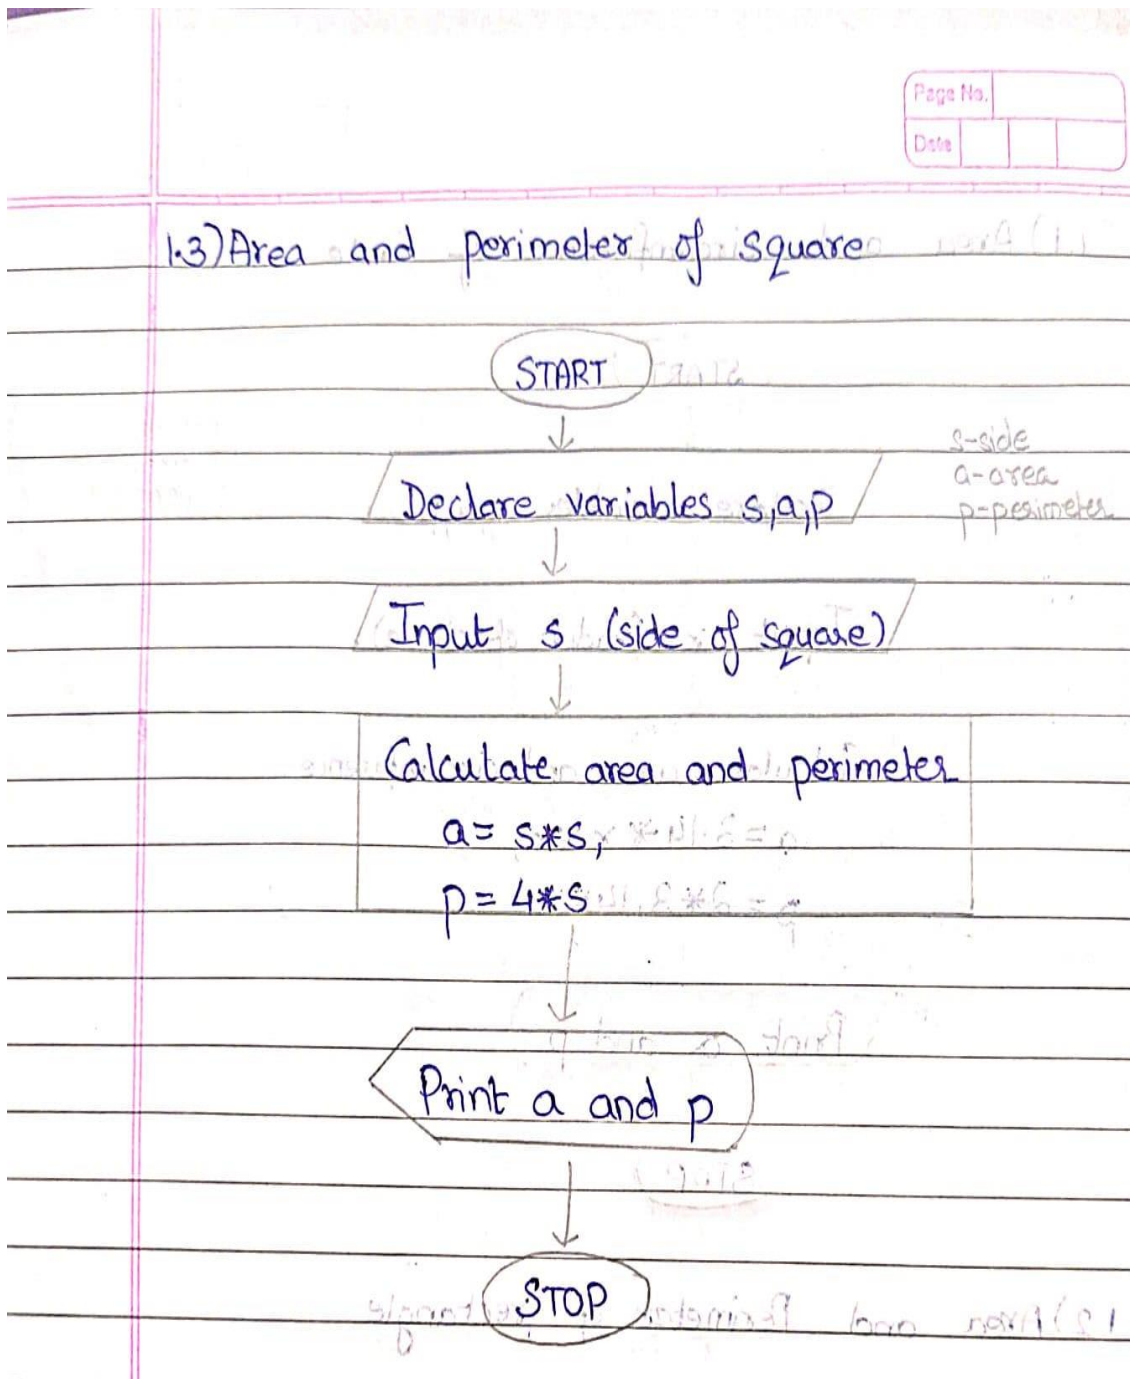 Page No.
Date
1.3) Area and perimeter of square
START
s-side
a-area
p-perimeter
Declare variables s,a,p
Input s (side of square)
Calculate area and perimeter
a= s*s,
p= 4*s
Print a and p
STOP